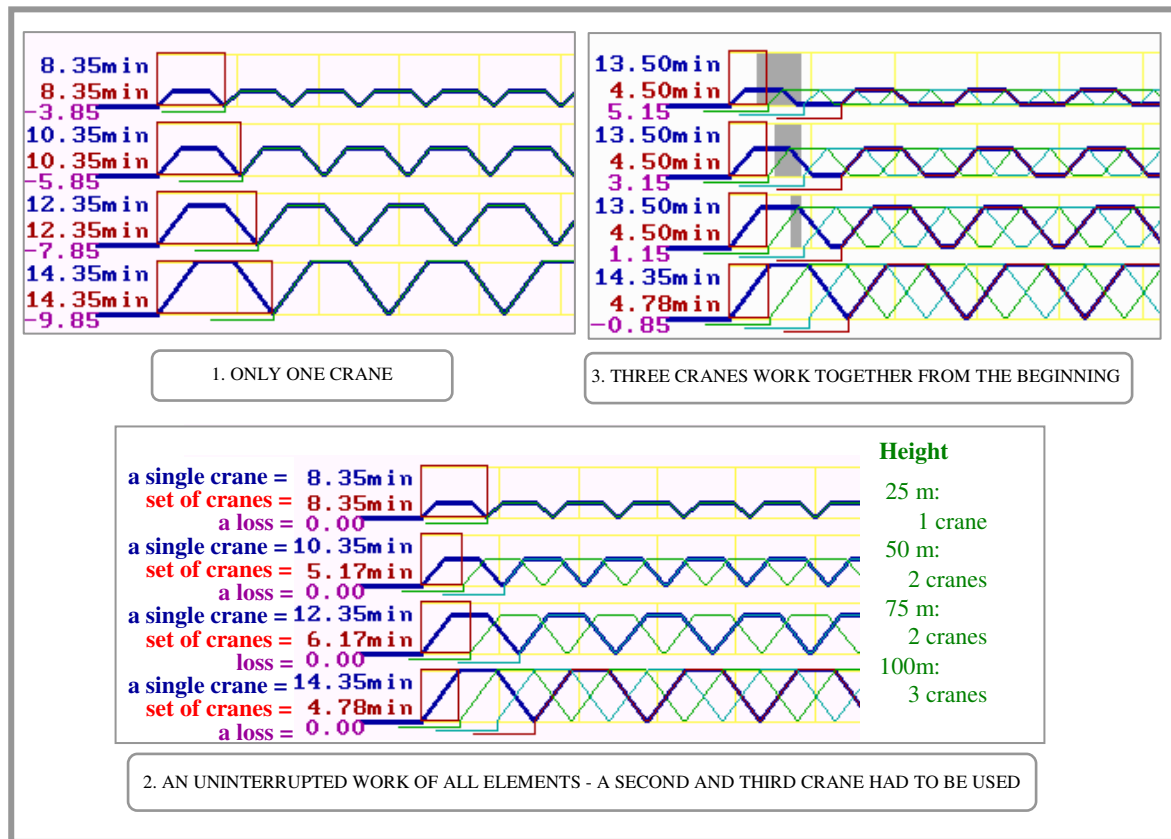 8.35min
8.35min
-3.85
10.35min
10.35min
-5.85
12.35min
12.35min
-7.85
14.35min
14.35min
-9.85
1. ONLY ONE CRANE
13.50min
4.50min
5.15
13.50min
4.50min
3.15
13.50min
4.50min
1.15
14.35min
4.78min
-0.85
3. THREE CRANES WORK TOGETHER FROM THE BEGINNING
a single crane = 8.35min
set of cranes = 8.35min
a loss = 0.00
a single crane = 10.35min
set of cranes = 5.17min
a loss = 0.00
a single crane = 12.35min
set of cranes = 6.17min
loss = 0.00
a single crane = 14.35min
set of cranes = 4.78min
a loss = 0.00
Height
25 m:
1 crane
50 m:
2 cranes
75 m:
2 cranes
100m:
3 cranes
2. AN UNINTERRUPTED WORK OF ALL ELEMENTS - A SECOND AND THIRD CRANE HAD TO BE USED